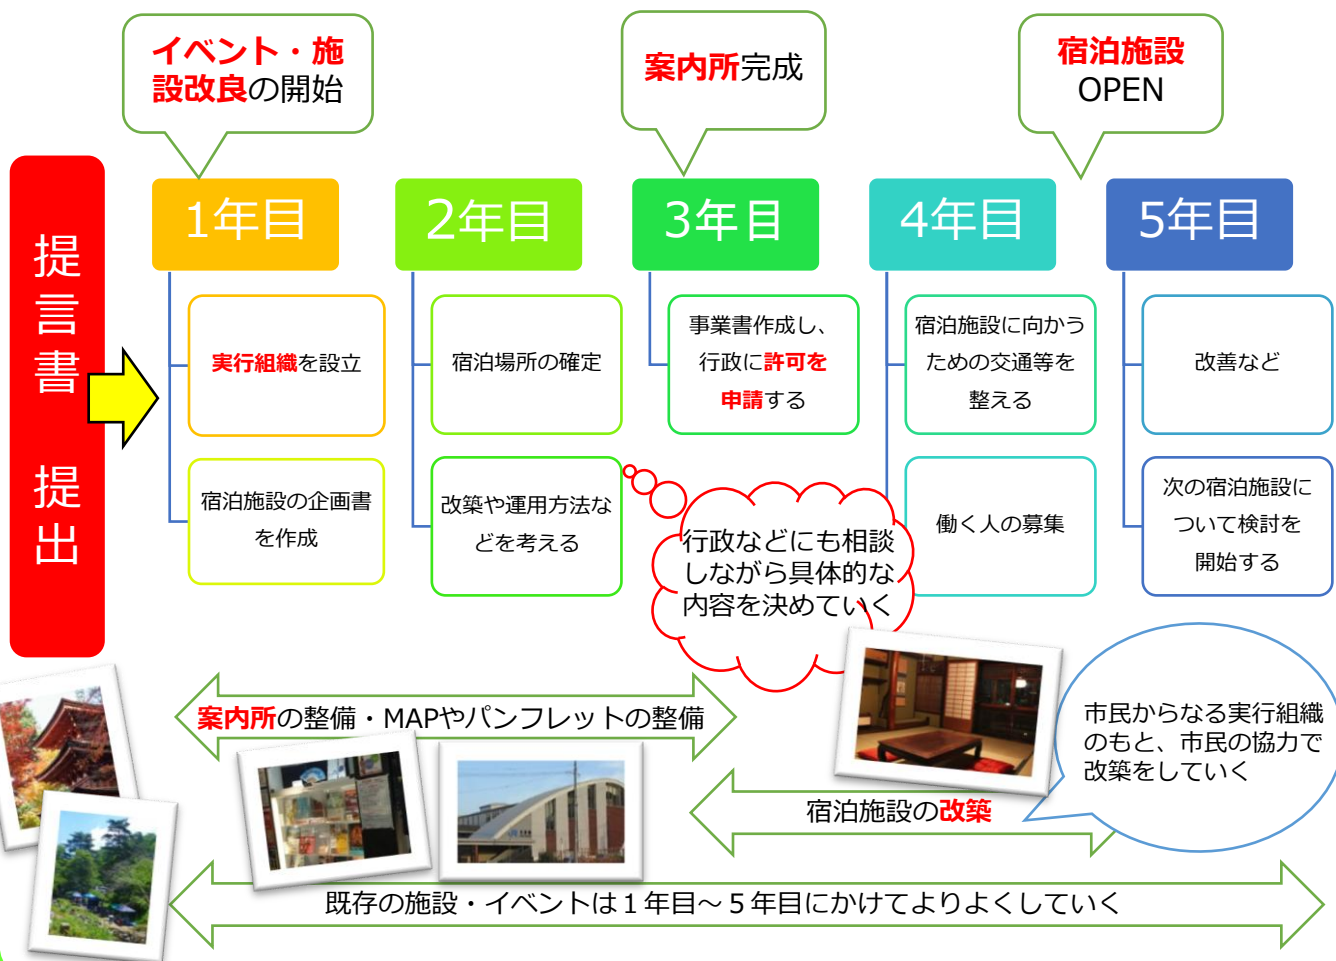 イベント・施
設改良の開始
案内所完成
宿泊施設
OPEN
提言書 提出
1年目
2年目
3年目
4年目
5年目
実行組織を設立
宿泊施設の企画書
を作成
宿泊場所の確定
改築や運用方法な
どを考える
事業書作成し、
行政に許可を
申請する
宿泊施設に向かう
ための交通等を
整える
働く人の募集
改善など
次の宿泊施設に
ついて検討を
開始する
行政などにも相談
しながら具体的な
内容を決めていく
案内所の整備・MAPやパンフレットの整備
市民からなる実行組織
のもと、市民の協力で
改築をしていく
宿泊施設の改築
既存の施設・イベントは１年目～５年目にかけてよりよくしていく